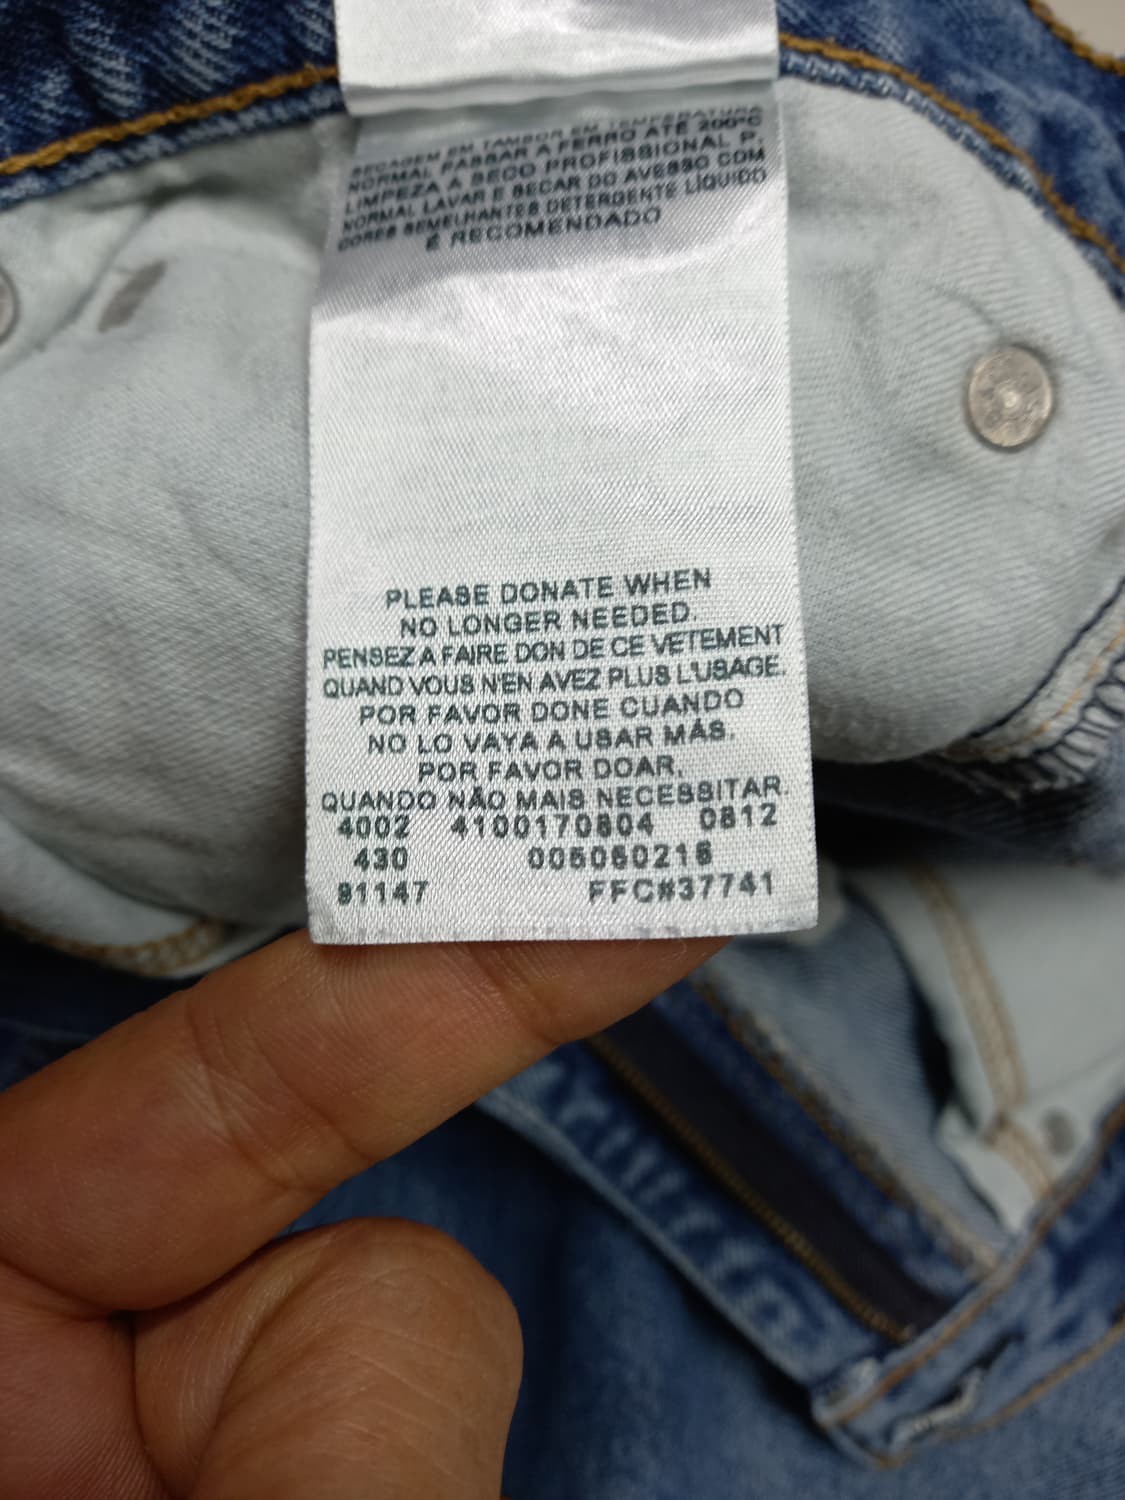 SECAGEM EM TAMBOR EM TEMPERATURA
NORMAL PASSAR A FERRO ATÉ 200ºC
LIMPEZA A SECO PROFISSIONAL P.
NORMAL LAVAR E SECAR DO AVESSO COM
CORES SEMELHANTES DETERGENTE LÍQUIDO
É RECOMENDADO
PLEASE DONATE WHEN
NO LONGER NEEDED.
PENSEZ A FAIRE DON DE CE VETEMENT
QUAND VOUS N'EN AVEZ PLUS L'USAGE.
POR FAVOR DONE CUANDO
NO LO VAYA A USAR MÁS.
POR FAVOR DOAR,
QUANDO NÃO MAIS NECESSITAR.
4002 4100170804 0812
430 005050216
91147 FFC#37741